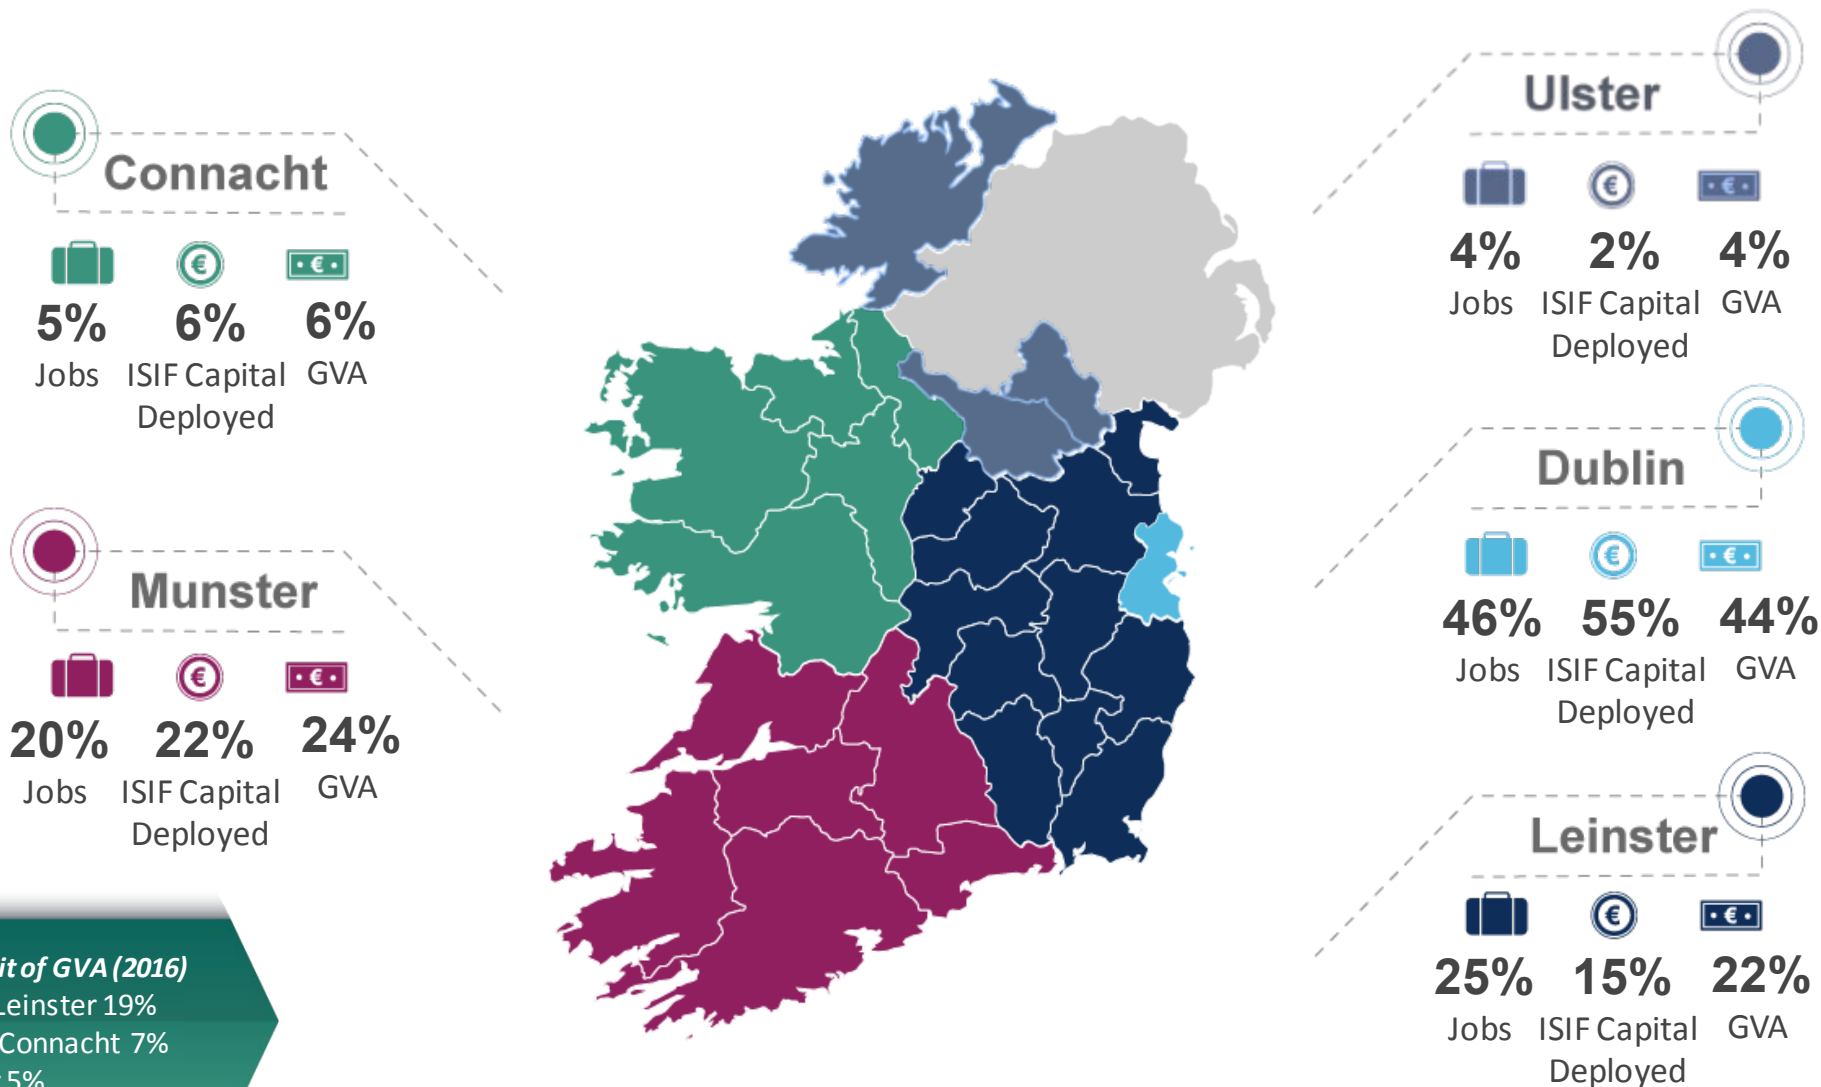 Connacht
5% 6% 6%
Jobs ISIF Capital GVA
Deployed
Munster
20% 22% 24%
Jobs ISIF Capital GVA
Deployed
of GVA (2016)
Leinster 19%
Connacht 7%
5%
Ulster
4% 2% 4%
Jobs ISIF Capital GVA
Deployed
Dublin
46% 55% 44%
Jobs ISIF Capital GVA
Deployed
Leinster
25% 15% 22%
Jobs ISIF Capital GVA
Deployed